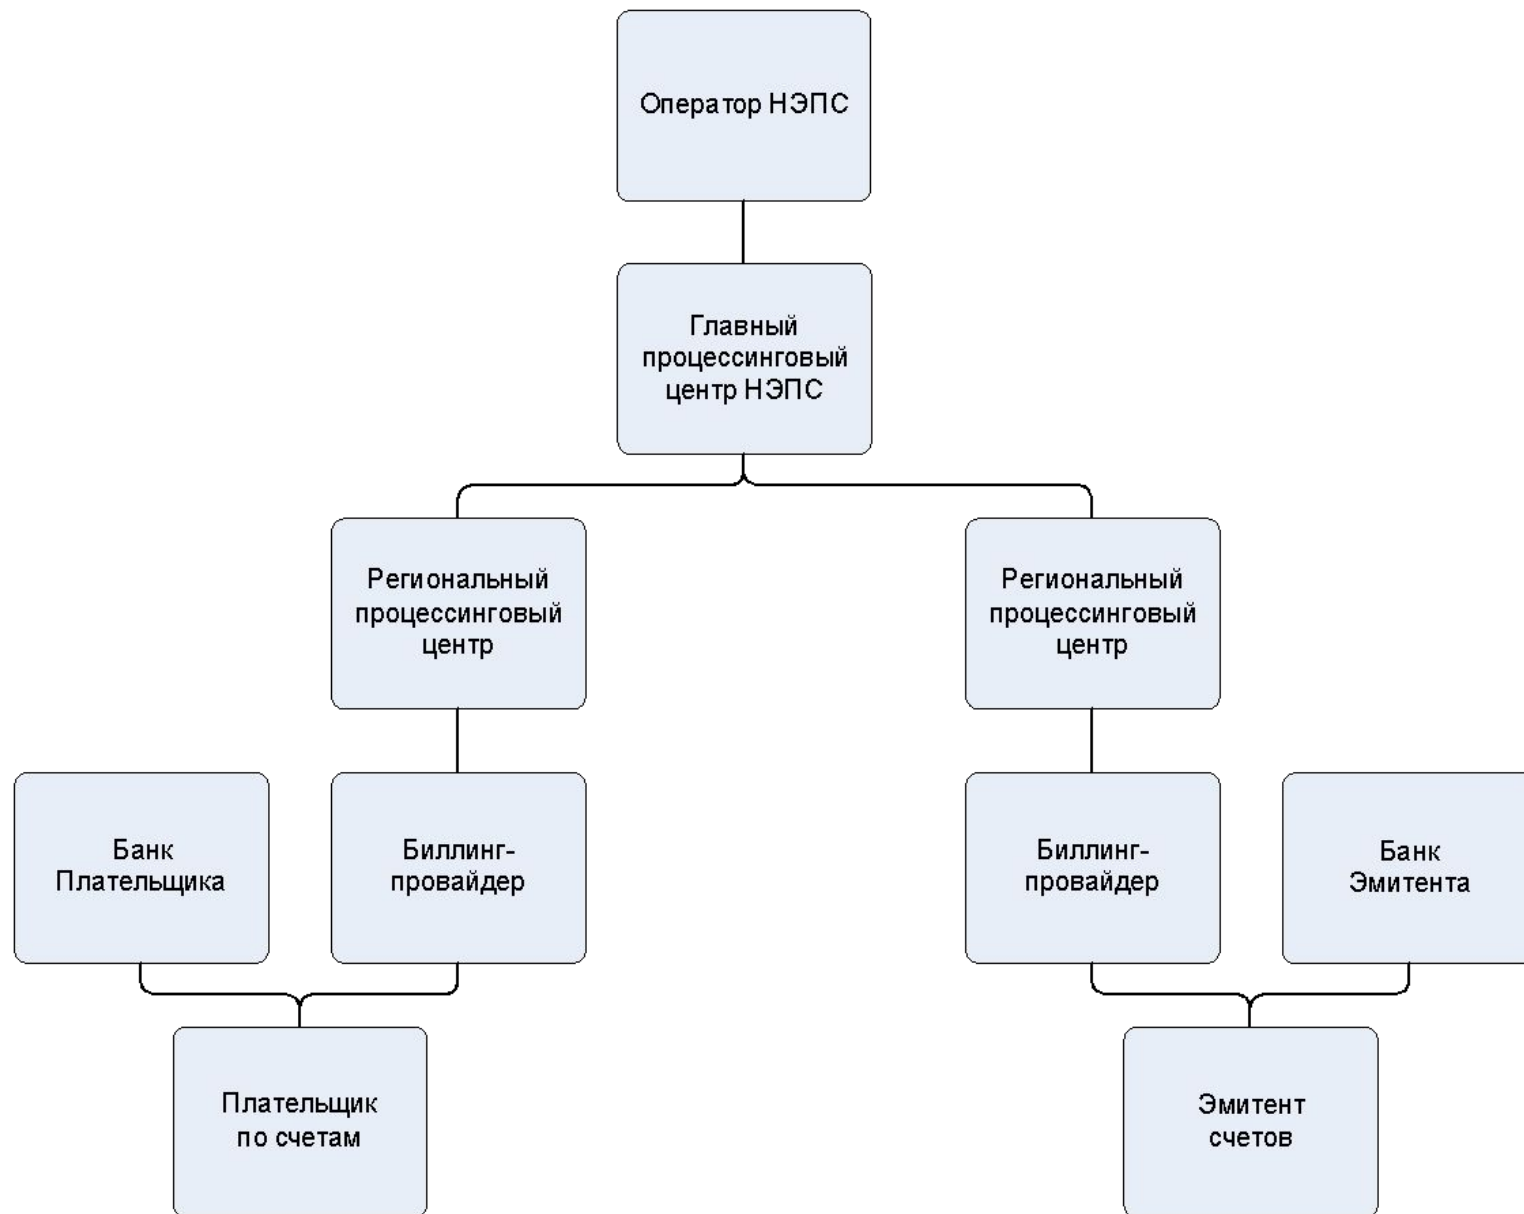 Оператор НЭПС
Главный
процессинговый
центр НЭПС
Региональный
процессинговый
центр
Региональный
процессинговый
центр
Банк
Плательщика
Биллинг-
провайдер
Биллинг-
провайдер
Банк
Эмитента
Плательщик
по счетам
Эмитент
счетов